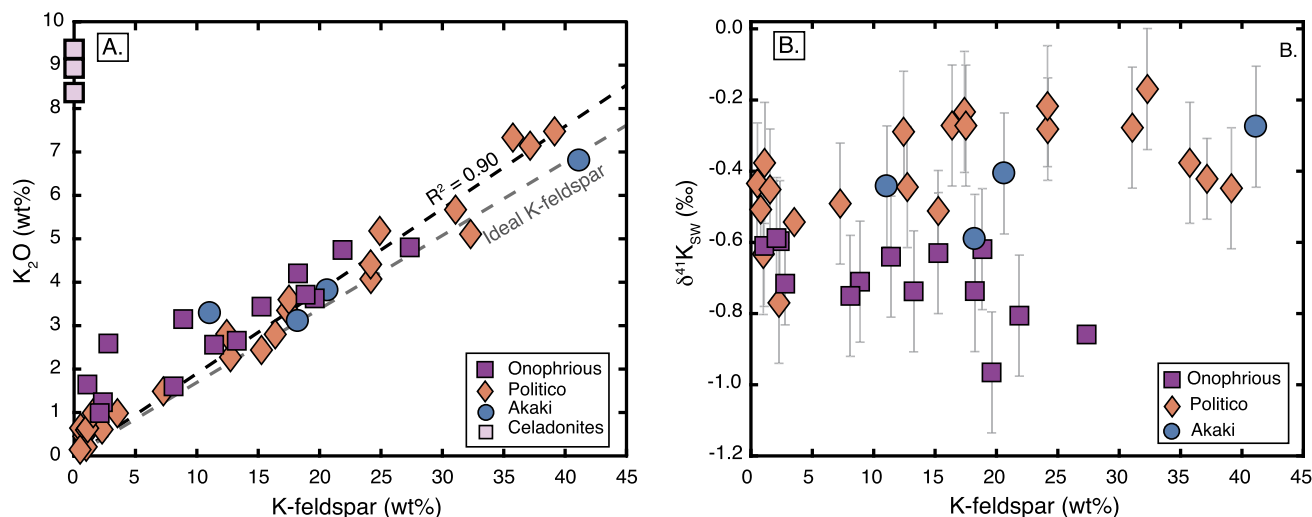 A.
10
9
8
7
6
5
4
3
2
1
0
K₂O (wt%)
0 5 10 15 20 25 30 35 40 45
K-feldspar (wt%)
R² = 0.90
Ideal K-feldspar
Onophrious
Politico
Akaki
Celadonites
B.
B.
0.0
-0.2
-0.4
-0.6
-0.8
-1.0
-1.2
δ⁴¹K_SW (‰)
0 5 10 15 20 25 30 35 40 45
K-feldspar (wt%)
Onophrious
Politico
Akaki